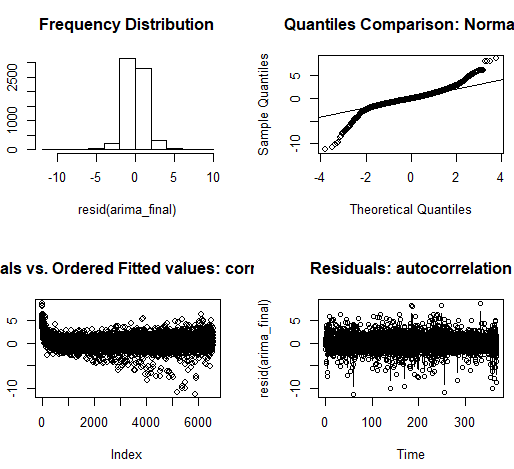 Frequency Distribution
0 1000 2500
-10 -5 0 5 10
resid(arima_final)
Quantiles Comparison: Norma
Sample Quantiles
-10 0 5
-4 -2 0 2 4
Theoretical Quantiles
als vs. Ordered Fitted values: corr
-10 0 5
0 2000 4000 6000
Index
Residuals: autocorrelation
resid(arima_final)
-10 0 5
0 100 200 300
Time